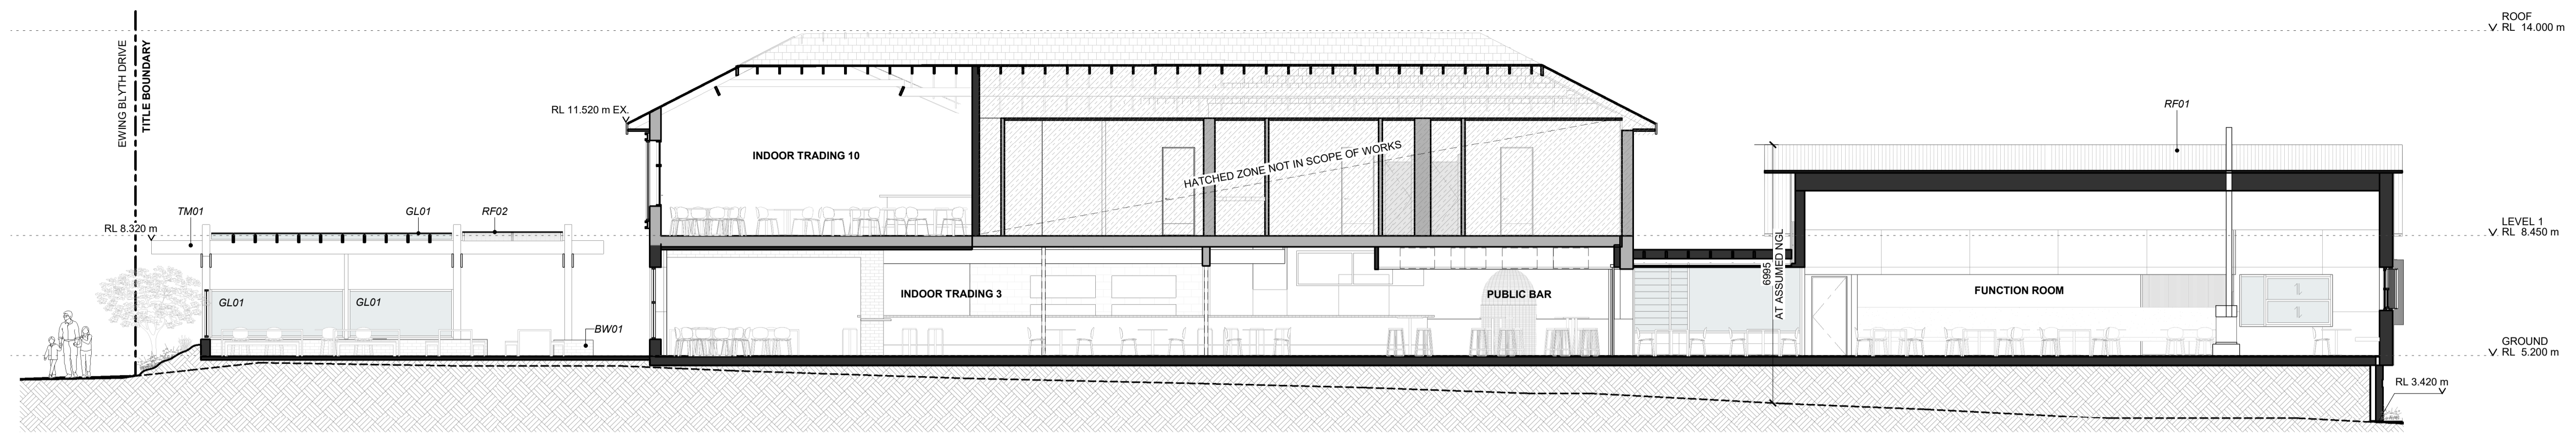 ROOF
RL 14.000 m
EWING BLYTH DRIVE
TITLE BOUNDARY
RL 11.520 m EX.
RF01
INDOOR TRADING 10
HATCHED ZONE NOT IN SCOPE OF WORKS
TM01
GL01
RF02
RL 8.320 m
LEVEL 1
RL 8.450 m
6995
AT ASSUMED NGL
GL01
GL01
INDOOR TRADING 3
PUBLIC BAR
FUNCTION ROOM
BW01
GROUND
RL 5.200 m
RL 3.420 m